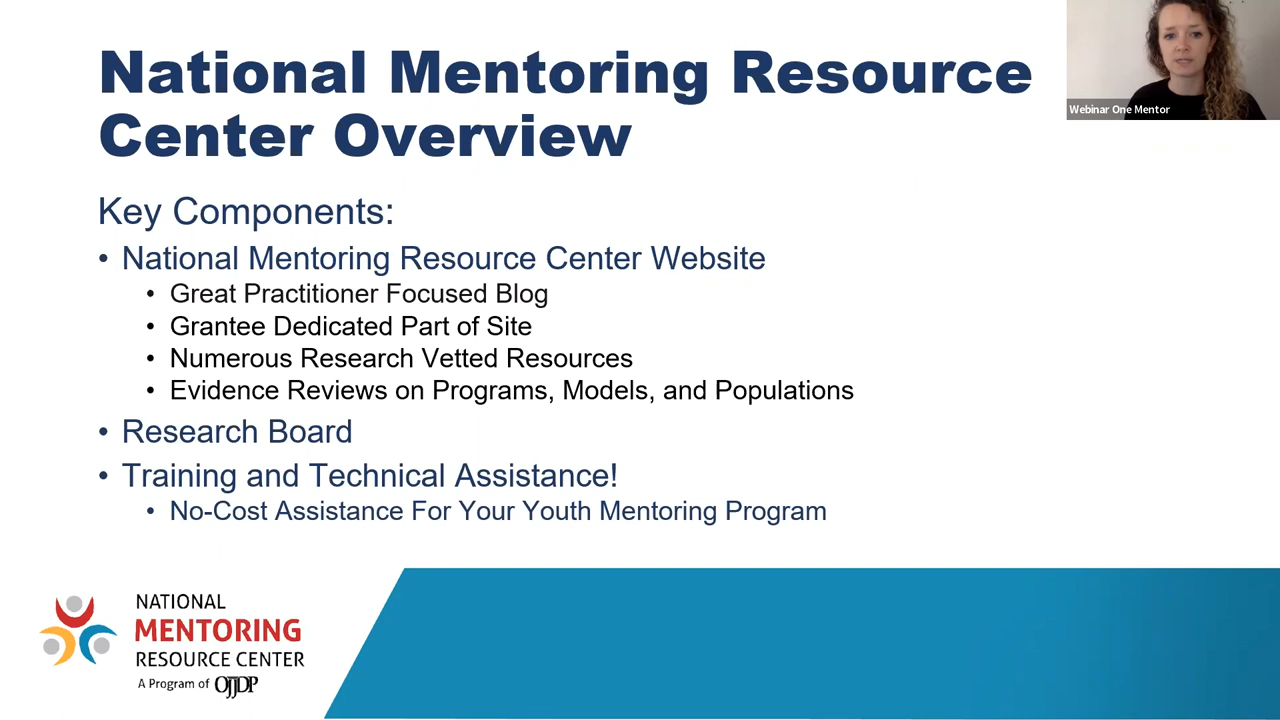 National Mentoring Resource
Center Overview
Webinar One Mentor
Key Components:
• National Mentoring Resource Center Website
• Great Practitioner Focused Blog
• Grantee Dedicated Part of Site
• Numerous Research Vetted Resources
• Evidence Reviews on Programs, Models, and Populations
• Research Board
• Training and Technical Assistance!
• No-Cost Assistance For Your Youth Mentoring Program
NATIONAL
MENTORING
RESOURCE CENTER
A Program of OJJDP